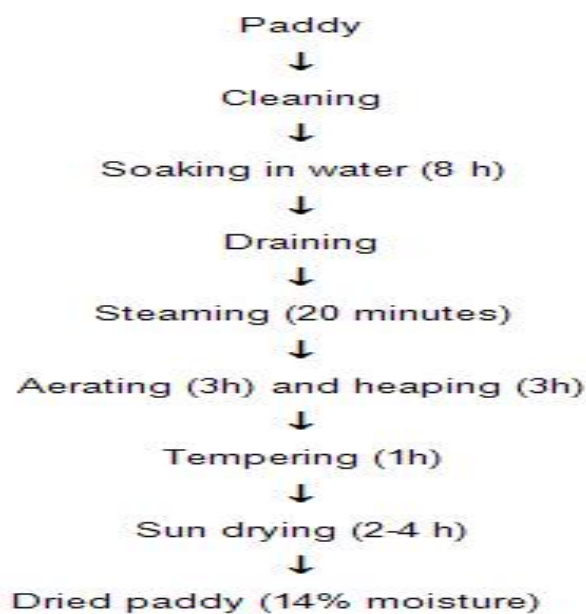 Paddy
↓
Cleaning
↓
Soaking in water (8 h)
↓
Draining
↓
Steaming (20 minutes)
↓
Aerating (3h) and heaping (3h)
↓
Tempering (1h)
↓
Sun drying (2-4 h)
↓
Dried paddy (14% moisture)